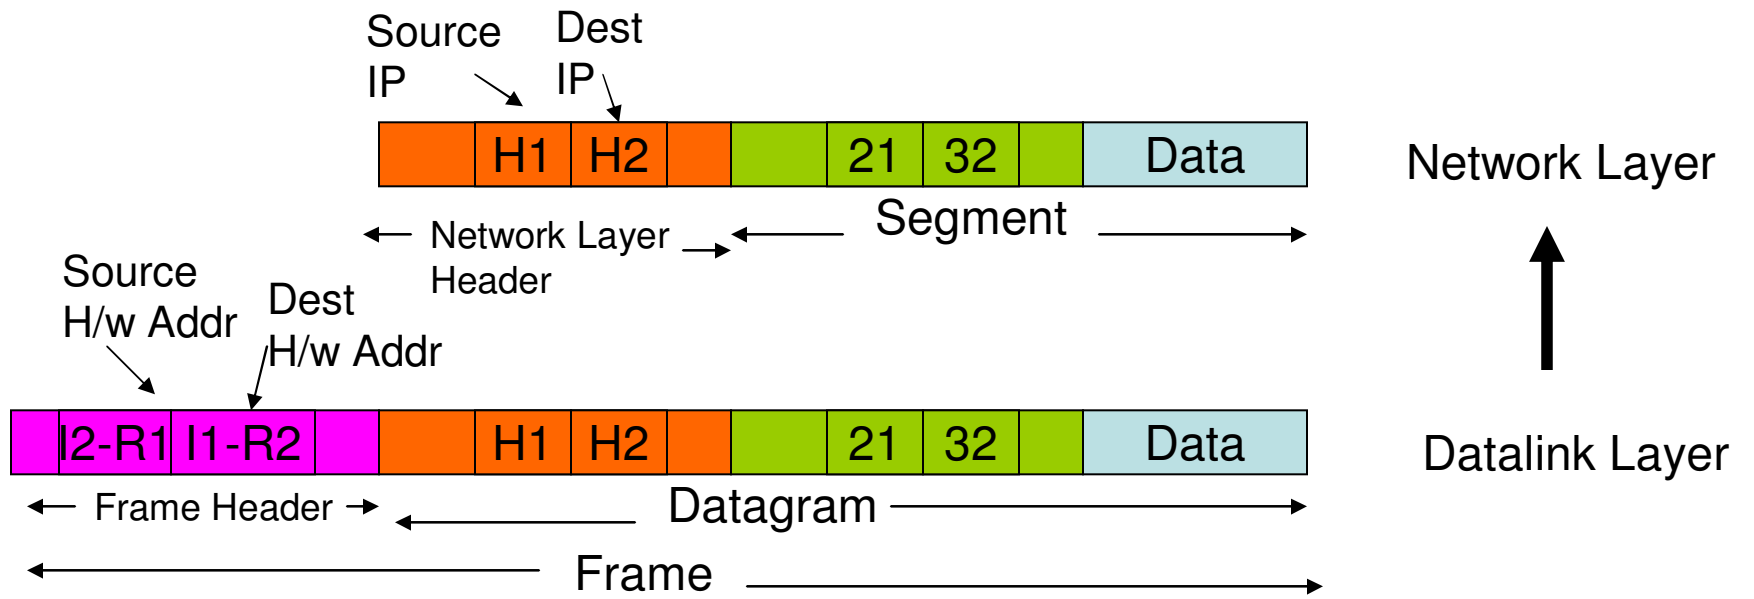 Source
IP
Dest
IP
H1 H2 21 32 Data
Network Layer
Network Layer
Header
Segment
Source
H/w Addr
Dest
H/w Addr
I2-R1 I1-R2 H1 H2 21 32 Data
Datalink Layer
Frame Header
Datagram
Frame